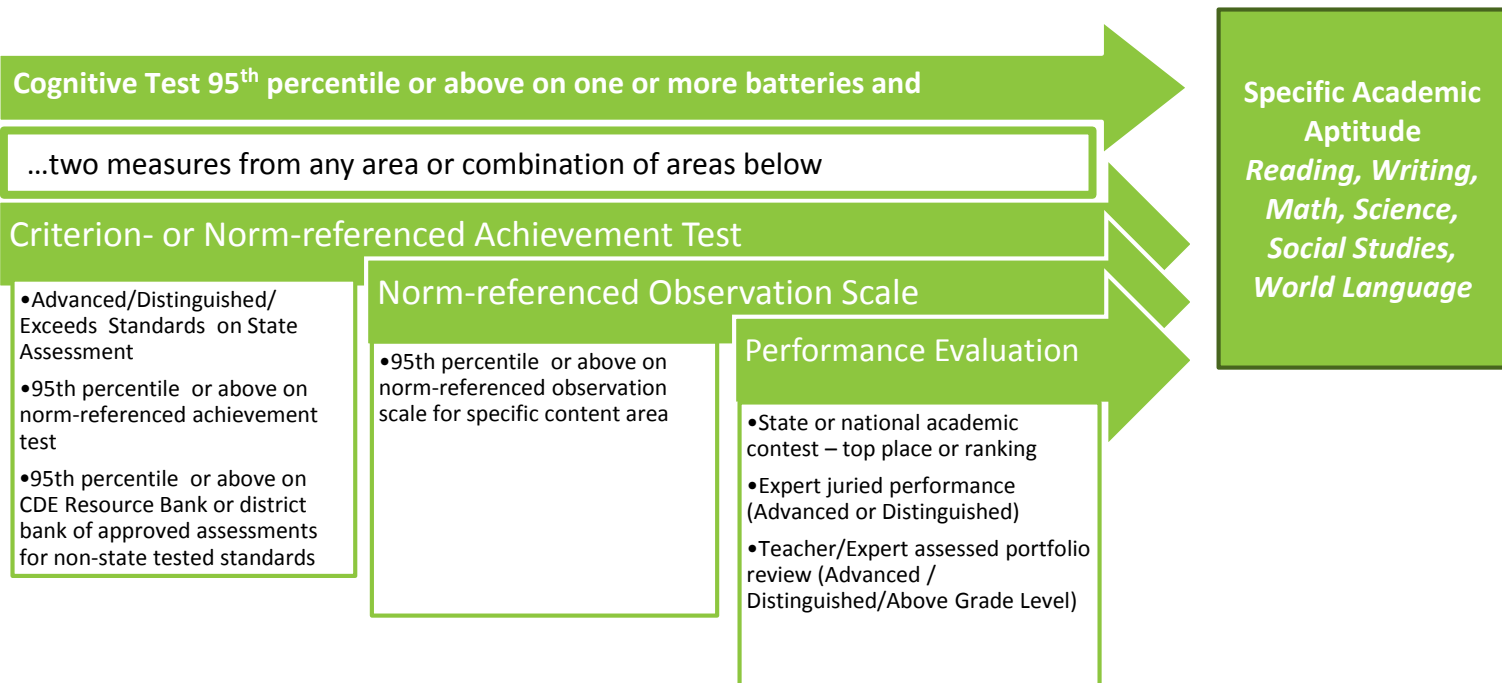 Cognitive Test 95th percentile or above on one or more batteries and
…two measures from any area or combination of areas below
Criterion- or Norm-referenced Achievement Test
•Advanced/Distinguished/
Exceeds Standards on State
Assessment
•95th percentile or above on
norm-referenced achievement
test
•95th percentile or above on
CDE Resource Bank or district
bank of approved assessments
for non-state tested standards
Norm-referenced Observation Scale
•95th percentile or above on
norm-referenced observation
scale for specific content area
Performance Evaluation
•State or national academic
contest – top place or ranking
•Expert juried performance
(Advanced or Distinguished)
•Teacher/Expert assessed portfolio
review (Advanced /
Distinguished/Above Grade Level)
Specific Academic
Aptitude
Reading, Writing,
Math, Science,
Social Studies,
World Language